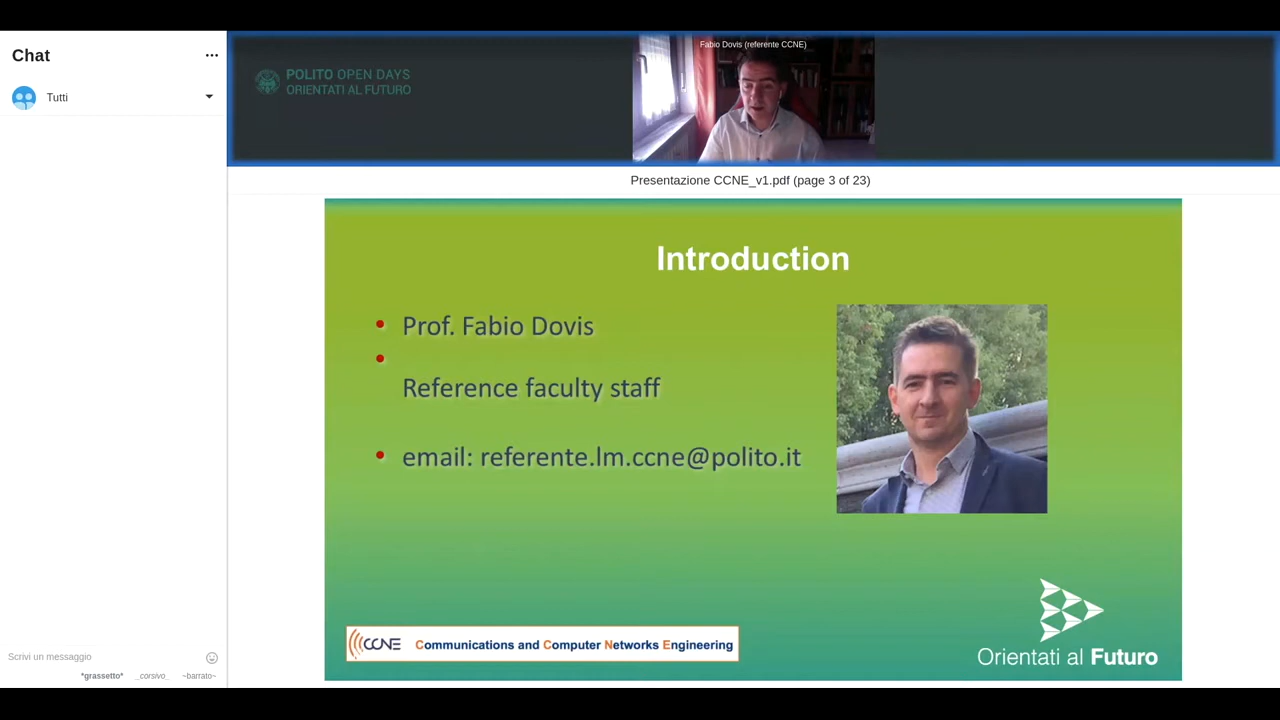 Chat
Tutti
Scrivi un messaggio
*grassetto* _corsivo_ ~barrato~
POLITO OPEN DAYS
ORIENTATI AL FUTURO
Fabio Dovis (referente CCNE)
Presentazione CCNE_v1.pdf (page 3 of 23)
Introduction
• Prof. Fabio Dovis
•
Reference faculty staff
• email: referente.lm.ccne@polito.it
CCNE Communications and Computer Networks Engineering
Orientati al Futuro